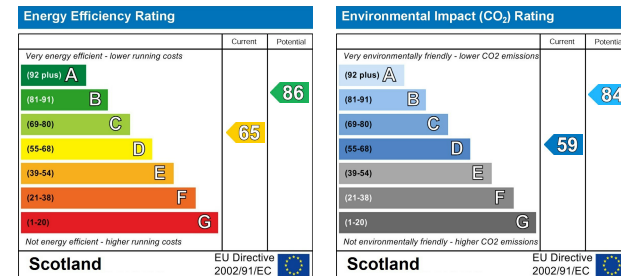 Energy Efficiency Rating
Current Potential
Very energy efficient - lower running costs
(92 plus) A
(81-91) B
86
(69-80) C
65
(55-68) D
(39-54) E
(21-38) F
(1-20) G
Not energy efficient - higher running costs
Scotland
EU Directive
2002/91/EC
Environmental Impact (CO₂) Rating
Current Potentia
Very environmentally friendly - lower CO2 emissions
(92 plus) A
(81-91) B
84
(69-80) C
(55-68) D
59
(39-54) E
(21-38) F
(1-20) G
Not environmentally friendly - higher CO2 emissions
Scotland
EU Directive
2002/91/EC